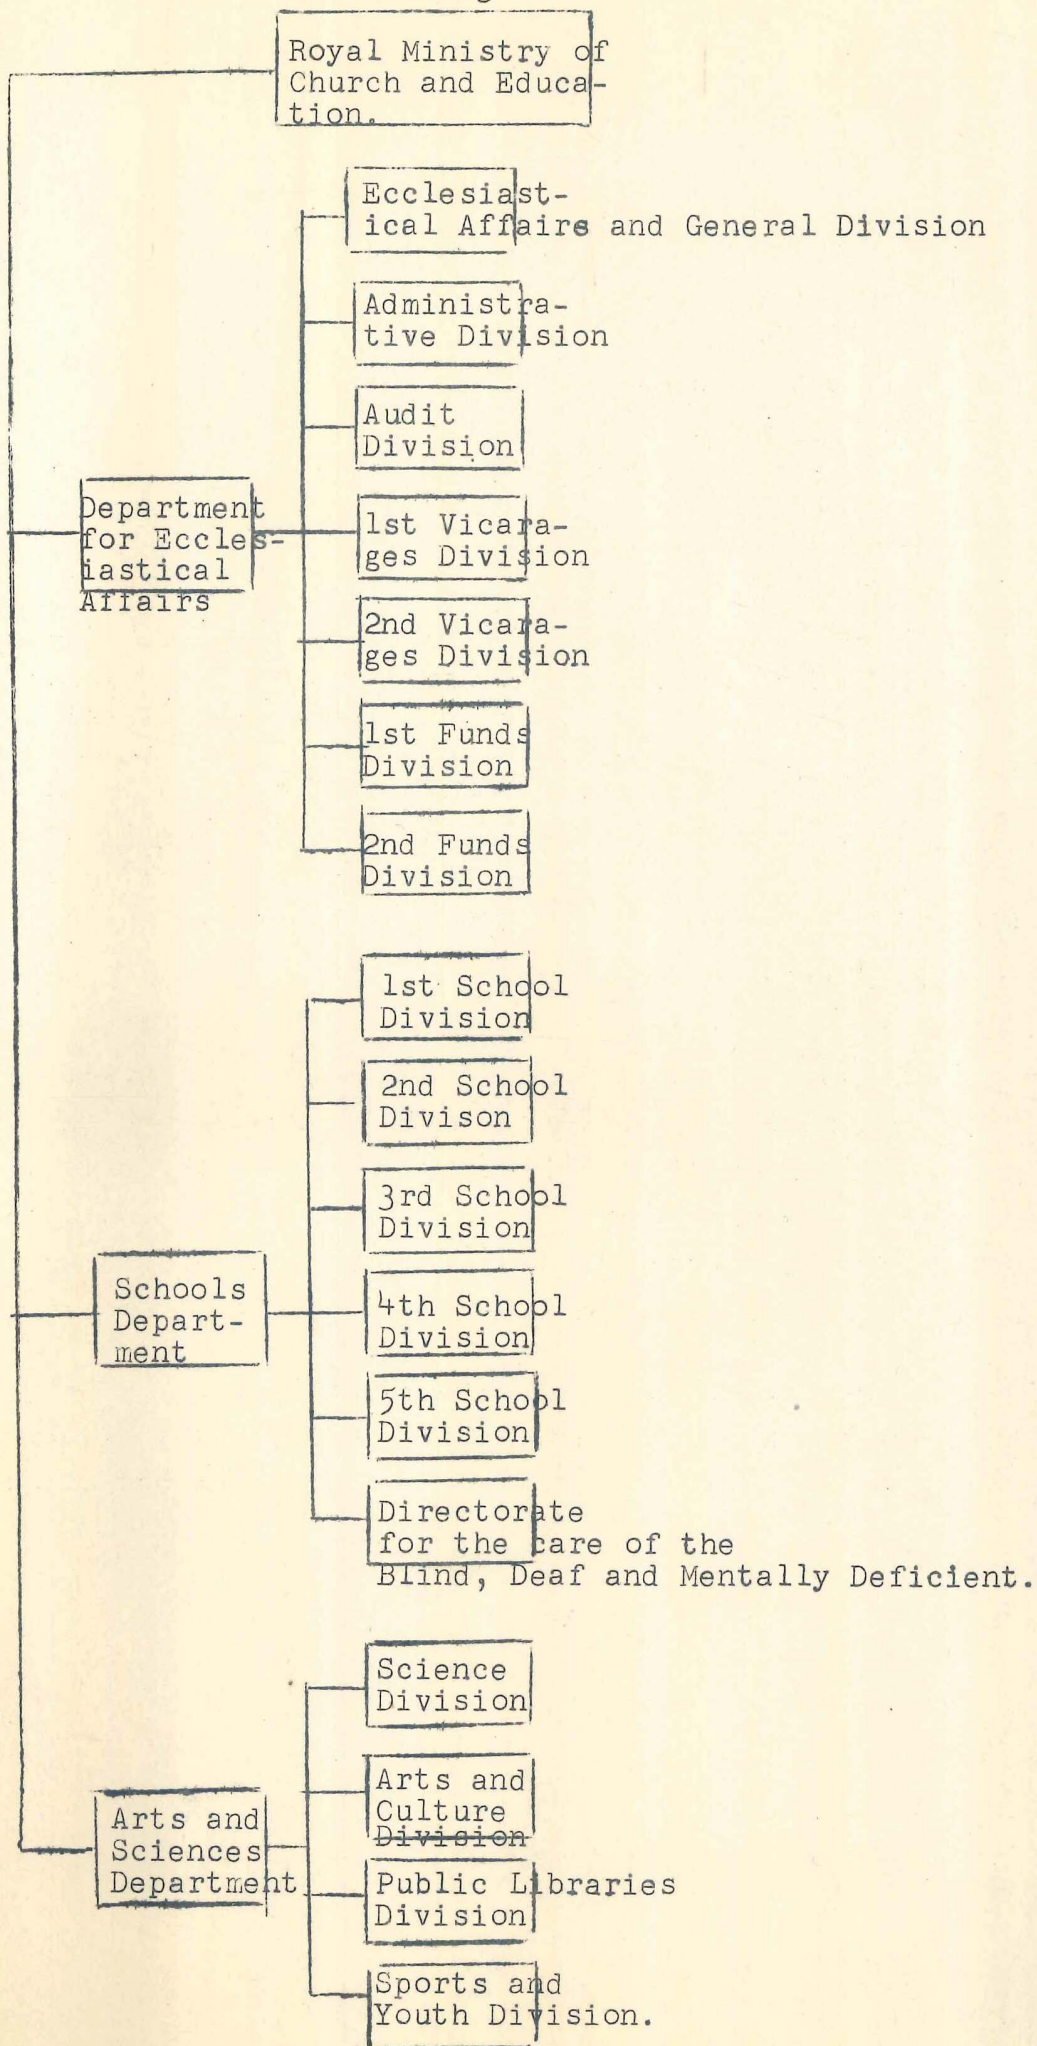 Royal Ministry of
Church and Educa-
tion.
Ecclesiast-
ical Affairs and General Division
Administra-
tive Division
Audit
Division
Department
for Eccles-
iastical
Affairs
1st Vicara-
ges Division
2nd Vicara-
ges Division
1st Funds
Division
2nd Funds
Division
1st School
Division
2nd School
Divison
3rd School
Division
Schools
Depart-
ment
4th School
Division
5th School
Division
Directorate
for the care of the
Blind, Deaf and Mentally Deficient.
Science
Division
Arts and
Culture
Division
Arts and
Sciences
Department
Public Libraries
Division
Sports and
Youth Division.